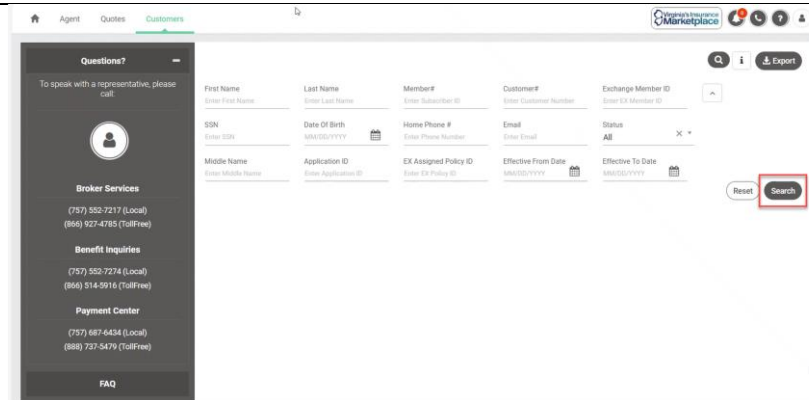 Agent Quotes Customers
Virginia's Insurance
Marketplace
Questions?
To speak with a representative, please
call:
Broker Services
(757) 552-7217 (Local)
(866) 927-4785 (TollFree)
Benefit Inquiries
(757) 552-7274 (Local)
(866) 514-5916 (TollFree)
Payment Center
(757) 687-6434 (Local)
(888) 737-5479 (TollFree)
FAQ
Export
First Name Last Name Member# Customer# Exchange Member ID
Enter First Name Enter Last Name Enter Subscriber ID Enter Customer Number Enter EX Member ID
SSN Date Of Birth Home Phone # Email Status
Enter SSN MM/DD/YYYY Enter Phone Number Enter Email All
Middle Name Application ID EX Assigned Policy ID Effective From Date Effective To Date
Enter Middle Name Enter Application ID Enter EX Policy ID MM/DD/YYYY MM/DD/YYYY
Reset Search